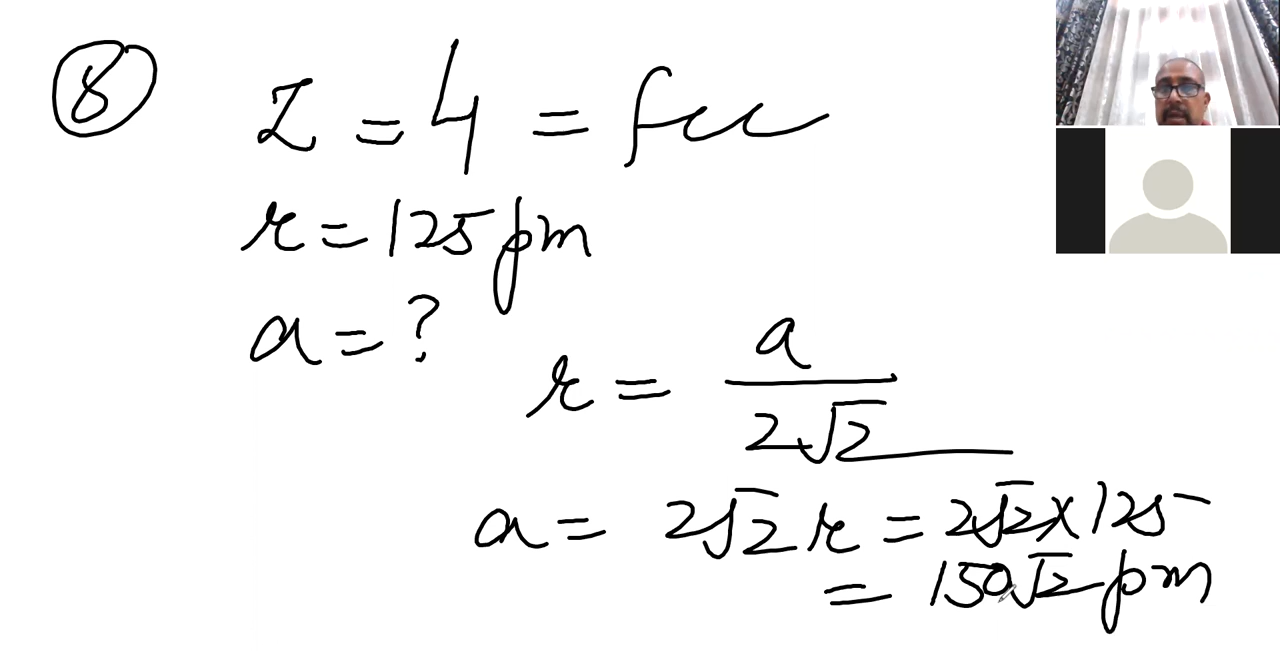 8
Z = 4 = fcc
r = 125 pm
a = ?
r = a / 2√2
a = 2√2 r = 2√2 × 125
= 150√2 pm